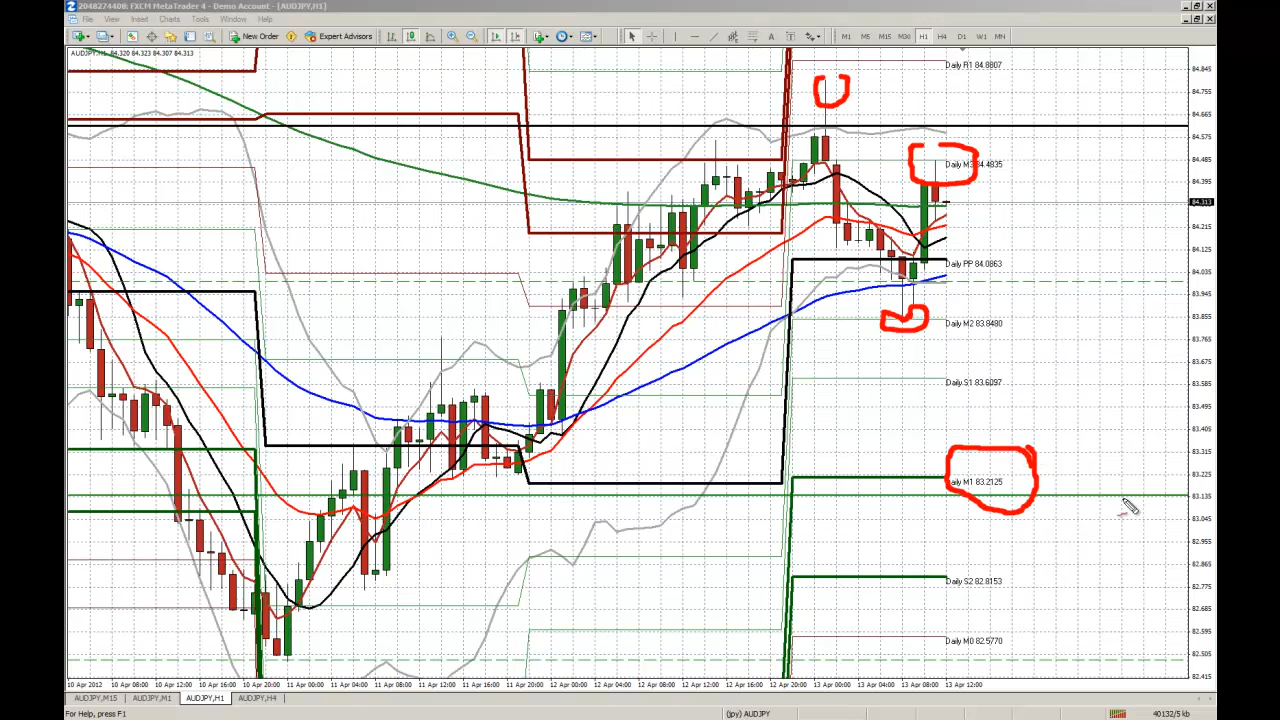 2048274408: FXCM MetaTrader 4 - Demo Account - [AUDJPY,H1]
File View Insert Charts Tools Window Help
New Order Expert Advisors M1 M5 M15 M30 H1 H4 D1 W1 MN
AUDJPY,H1 84.320 84.323 84.307 84.313
Daily R1 84.8807
84.845
84.755
84.665
84.575
84.485
Daily M3 84.4835
84.395
84.313
84.215
84.125
Daily PP 84.0863
84.035
83.945
83.855
Daily M2 83.8480
83.765
83.675
83.585
Daily S1 83.6097
83.495
83.405
83.315
83.225
Daily M1 83.2125
83.135
83.045
82.955
82.865
Daily S2 82.8153
82.775
82.685
82.595
Daily M0 82.5770
82.505
82.415
10 Apr 2012 10 Apr 12:00 10 Apr 16:00 10 Apr 20:00 11 Apr 00:00 11 Apr 04:00 11 Apr 08:00 11 Apr 12:00 11 Apr 16:00 11 Apr 20:00 12 Apr 00:00 12 Apr 04:00 12 Apr 08:00 12 Apr 12:00 12 Apr 16:00 12 Apr 20:00 13 Apr 00:00 13 Apr 04:00 13 Apr 08:00 13 Apr 12:00
AUDJPY,M15 AUDJPY,M1 AUDJPY,H1 AUDJPY,H4
For Help, press F1 (jpy) AUDJPY 40132/5 kb